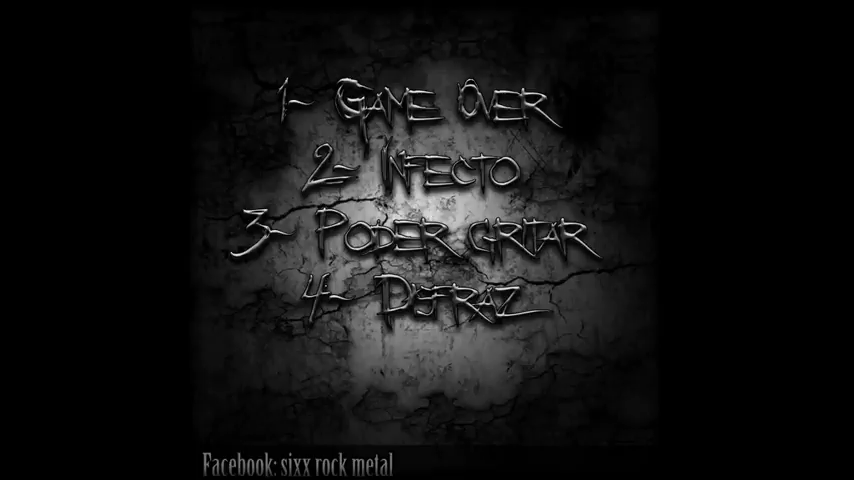 1- Game Over
2- Infecto
3- Poder gritar
4- Disfraz
Facebook: sixx rock metal